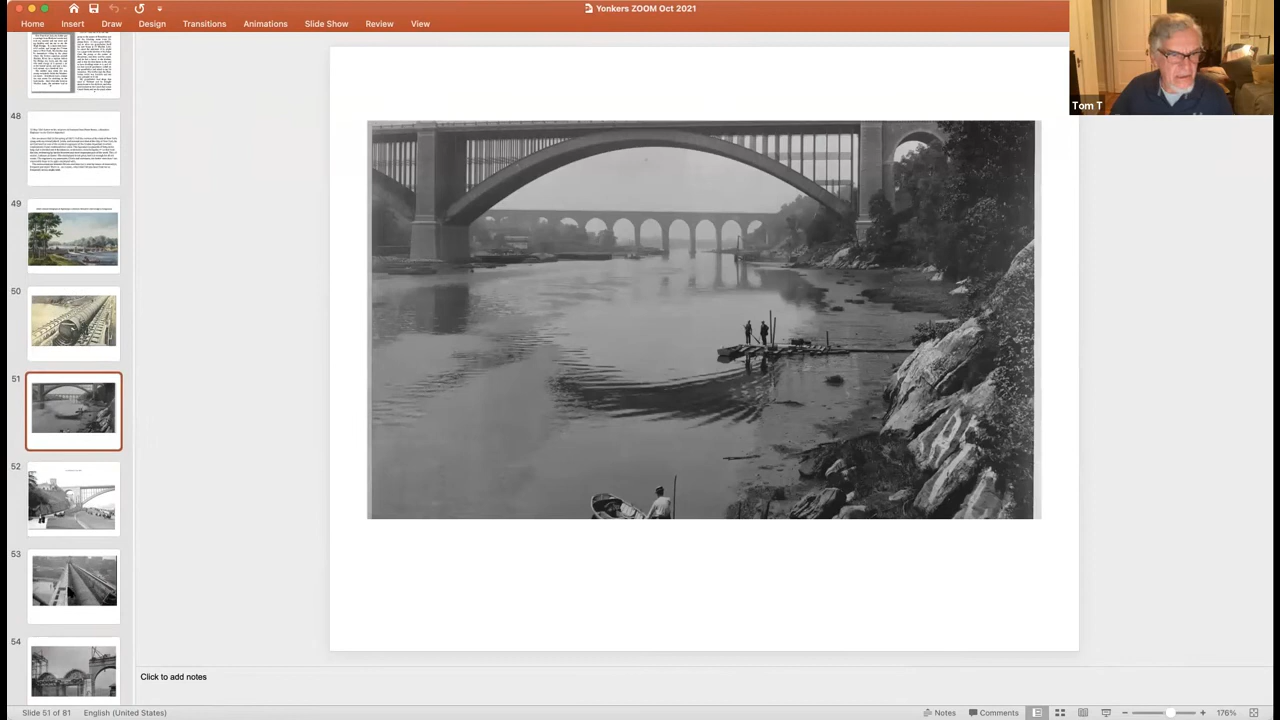 Yonkers ZOOM Oct 2021
Home Insert Draw Design Transitions Animations Slide Show Review View
Tom T
48
49
50
51
52
53
54
Click to add notes
Slide 51 of 81 English (United States) Notes Comments 176%